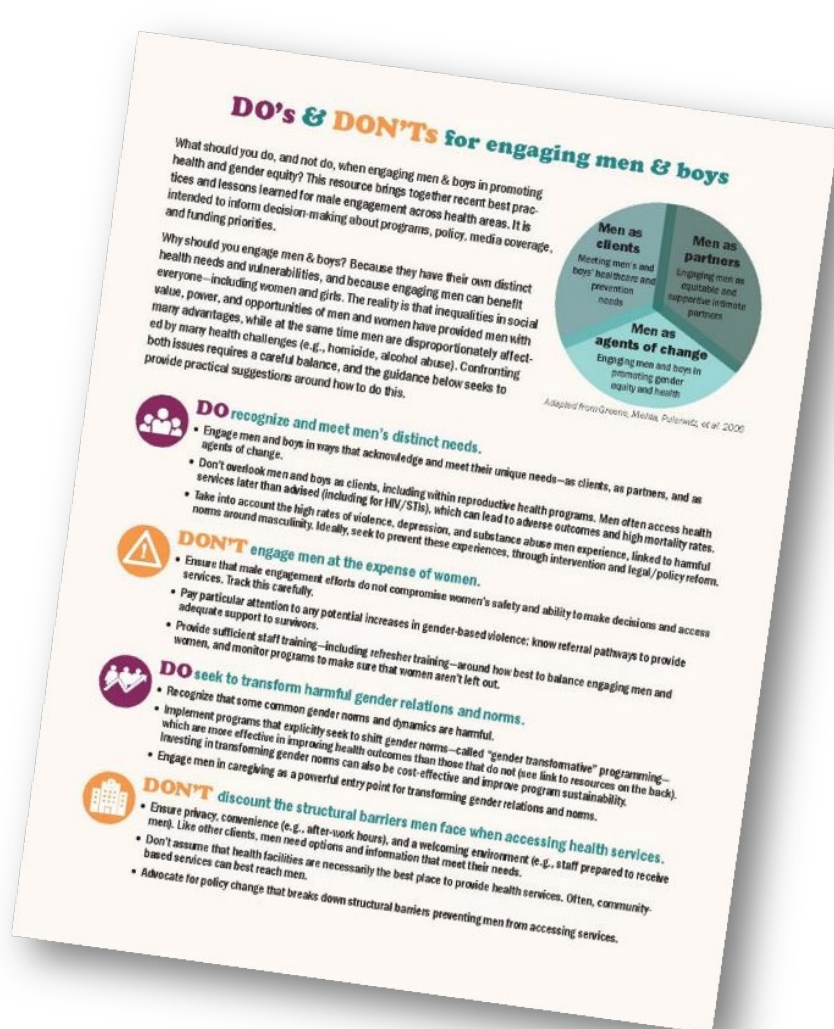 DO's & DON'Ts for engaging men & boys
What should you do, and not do, when engaging men & boys in promoting
health and gender equity? This resource brings together recent best prac-
tices and lessons learned for male engagement across health areas. It is
intended to inform decision-making about programs, policy, media coverage,
and funding priorities.
Why should you engage men & boys? Because they have their own distinct
health needs and vulnerabilities, and because engaging men can benefit
everyone—including women and girls. The reality is that inequalities in social
value, power, and opportunities of men and women have provided men with
many advantages, while at the same time men are disproportionately affect-
ed by many health challenges (e.g., homicide, alcohol abuse). Confronting
both issues requires a careful balance, and the guidance below seeks to
provide practical suggestions around how to do this.
Men as
clients
Meeting men's and
boys' healthcare and
prevention
needs
Men as
partners
Engaging men as
equitable and
supportive intimate
partners
Men as
agents of change
Engaging men and boys in
promoting gender
equity and health
Adapted from Greene, Mehta, Pulerwitz, et al. 2006
DO recognize and meet men's distinct needs.
• Engage men and boys in ways that acknowledge and meet their unique needs—as clients, as partners, and as
agents of change.
• Don't overlook men and boys as clients, including within reproductive health programs. Men often access health
services later than advised (including for HIV/STIs), which can lead to adverse outcomes and high mortality rates.
• Take into account the high rates of violence, depression, and substance abuse men experience, linked to harmful
norms around masculinity. Ideally, seek to prevent these experiences, through intervention and legal/policy reform.
DON'T engage men at the expense of women.
• Ensure that male engagement efforts do not compromise women's safety and ability to make decisions and access
services. Track this carefully.
• Pay particular attention to any potential increases in gender-based violence; know referral pathways to provide
adequate support to survivors.
• Provide sufficient staff training—including refresher training—around how best to balance engaging men and
women, and monitor programs to make sure that women aren't left out.
DO seek to transform harmful gender relations and norms.
• Recognize that some common gender norms and dynamics are harmful.
• Implement programs that explicitly seek to shift gender norms—called "gender transformative" programming—
which are more effective in improving health outcomes than those that do not (see link to resources on the back).
Investing in transforming gender norms can also be cost-effective and improve program sustainability.
• Engage men in caregiving as a powerful entry point for transforming gender relations and norms.
DON'T discount the structural barriers men face when accessing health services.
• Ensure privacy, convenience (e.g., after-work hours), and a welcoming environment (e.g., staff prepared to receive
men). Like other clients, men need options and information that meet their needs.
• Don't assume that health facilities are necessarily the best place to provide health services. Often, community-
based services can best reach men.
• Advocate for policy change that breaks down structural barriers preventing men from accessing services.